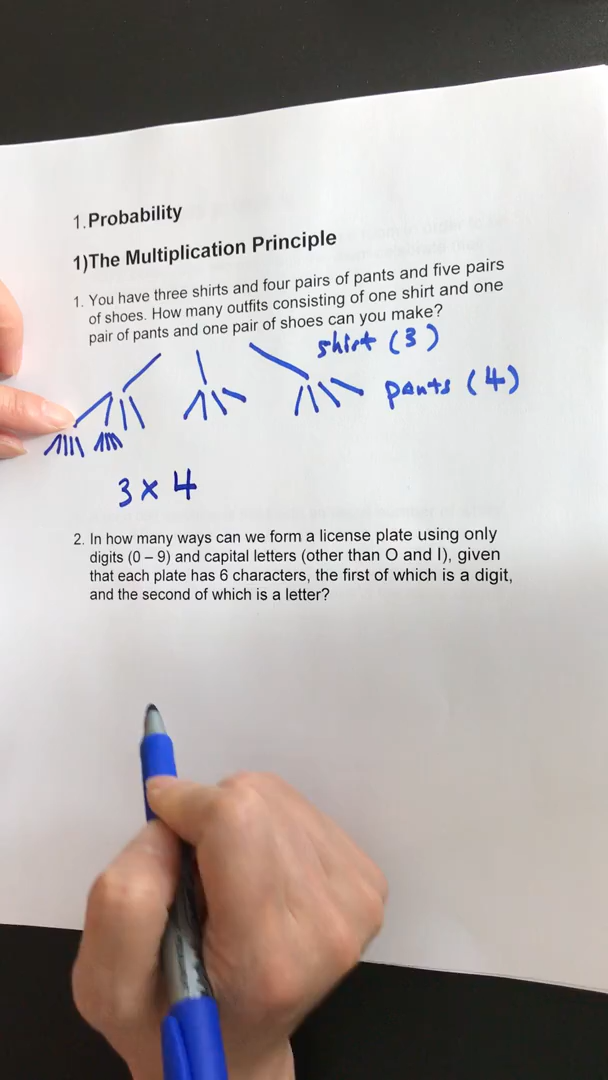 1.Probability
1)The Multiplication Principle
1. You have three shirts and four pairs of pants and five pairs
of shoes. How many outfits consisting of one shirt and one
pair of pants and one pair of shoes can you make?
shirt (3)
pants (4)
3 x 4
2. In how many ways can we form a license plate using only
digits (0 – 9) and capital letters (other than O and I), given
that each plate has 6 characters, the first of which is a digit,
and the second of which is a letter?